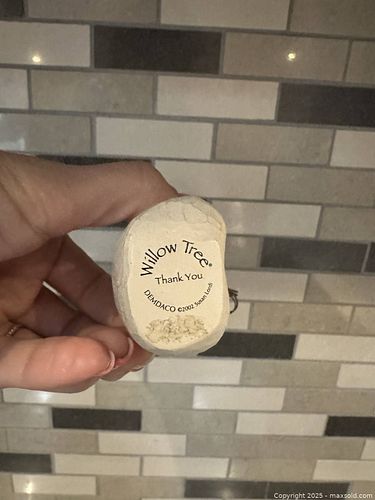 Willow Tree®
Thank You
DEMDACO ©2002 Susan Lordi
Copyright 2025 - maxsold.com